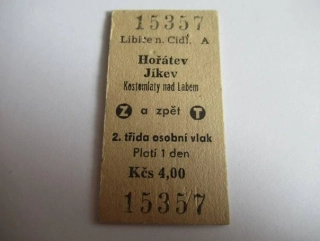 15357
Libice n. Cidl. A
Hořátev
Jíkev
Kostomlaty nad Labem
Z a zpět T
2. třída osobní vlak
Platí 1 den
Kčs 4,00
15357